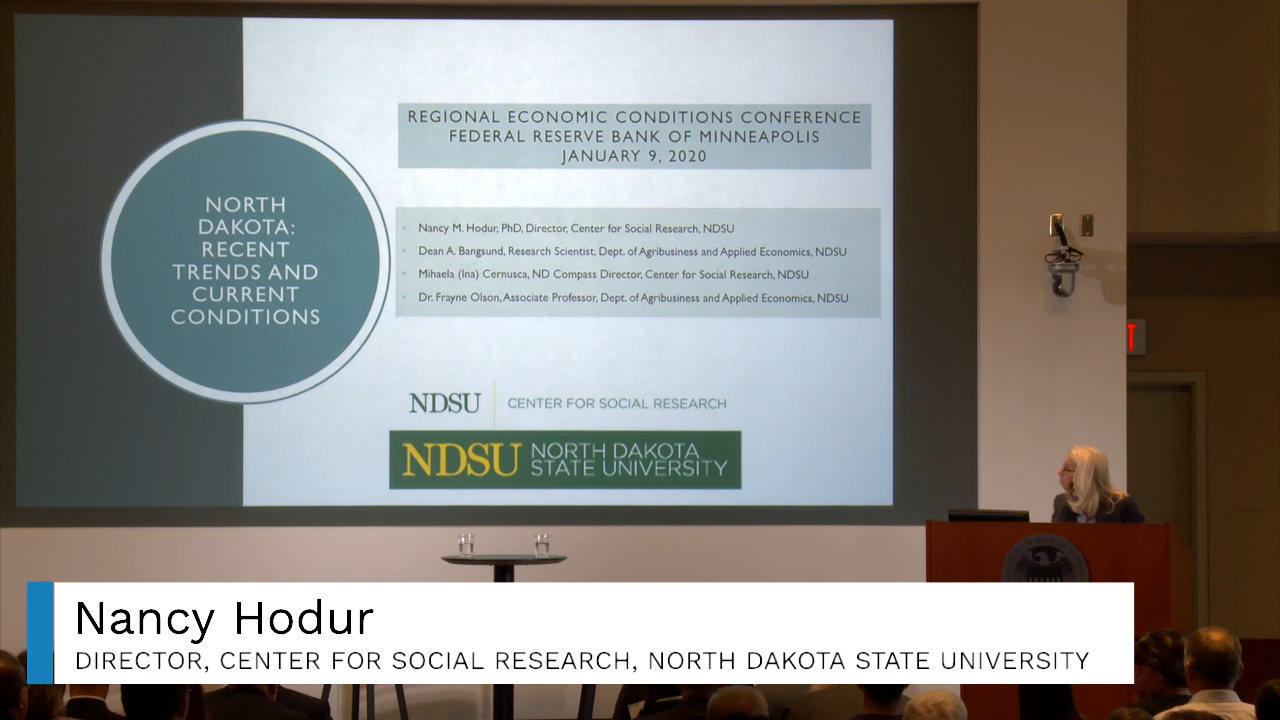 REGIONAL ECONOMIC CONDITIONS CONFERENCE
FEDERAL RESERVE BANK OF MINNEAPOLIS
JANUARY 9, 2020
NORTH
DAKOTA:
RECENT
TRENDS AND
CURRENT
CONDITIONS
Nancy M. Hodur, PhD, Director, Center for Social Research, NDSU
Dean A. Bangsund, Research Scientist, Dept. of Agribusiness and Applied Economics, NDSU
Mihaela (Ina) Cernusca, ND Compass Director, Center for Social Research, NDSU
Dr. Frayne Olson, Associate Professor, Dept. of Agribusiness and Applied Economics, NDSU
NDSU CENTER FOR SOCIAL RESEARCH
NDSU NORTH DAKOTA
STATE UNIVERSITY
Nancy Hodur
DIRECTOR, CENTER FOR SOCIAL RESEARCH, NORTH DAKOTA STATE UNIVERSITY